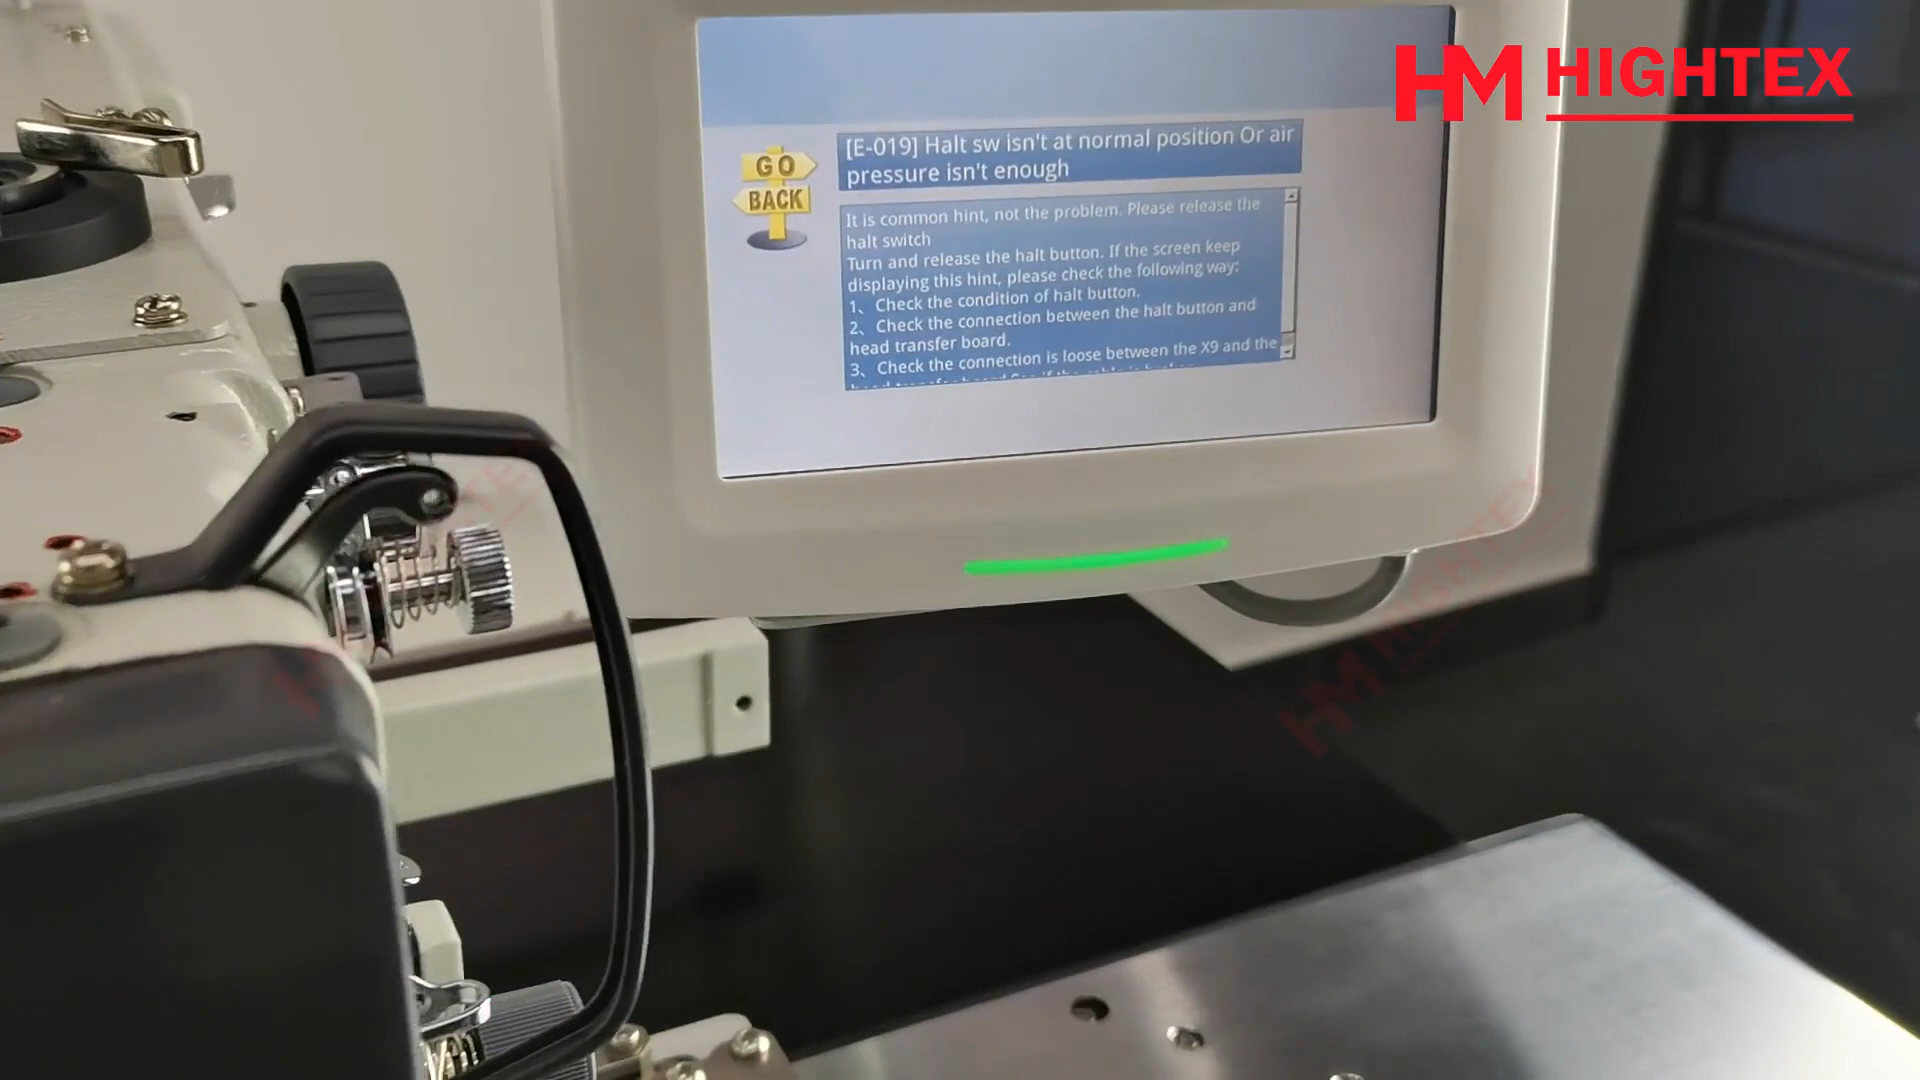 HM HIGHTEX
GO
BACK
[E-019] Halt sw isn't at normal position Or air
pressure isn't enough
It is common hint, not the problem. Please release the
halt switch
Turn and release the halt button. If the screen keep
displaying this hint, please check the following way:
1、 Check the condition of halt button.
2、 Check the connection between the halt button and
head transfer board.
3、 Check the connection is loose between the X9 and the
HM HIGHTEX